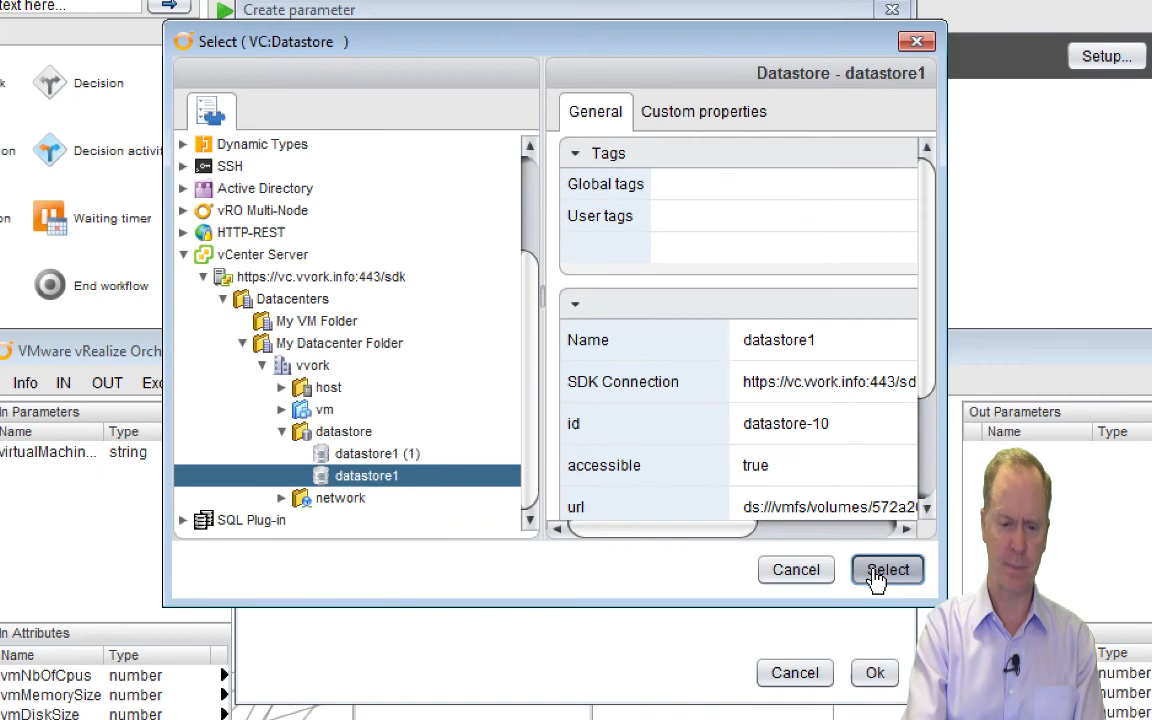 text here...
Create parameter
Select ( VC:Datastore )
Datastore - datastore1
Setup...
Decision
General
Custom properties
Dynamic Types
Tags
Decision activi
SSH
Global tags
Active Directory
vRO Multi-Node
User tags
Waiting timer
HTTP-REST
vCenter Server
https://vc.vvork.info:443/sdk
End workflow
Datacenters
My VM Folder
Name
datastore1
My Datacenter Folder
VMware vRealize Orch
vvork
Info
IN
OUT
Exc
SDK Connection
https://vc.vvork.info:443/sd
host
vm
id
datastore-10
In Parameters
Out Parameters
Name
Type
datastore
Name
Type
virtualMachin...
string
datastore1 (1)
accessible
true
datastore1
network
url
ds:///vmfs/volumes/572a2
SQL Plug-in
Cancel
Select
In Attributes
Name
Type
Type
vmNbOfCpus
number
Cancel
Ok
number
vmMemorySize
number
number
vmDiskSize
number
number